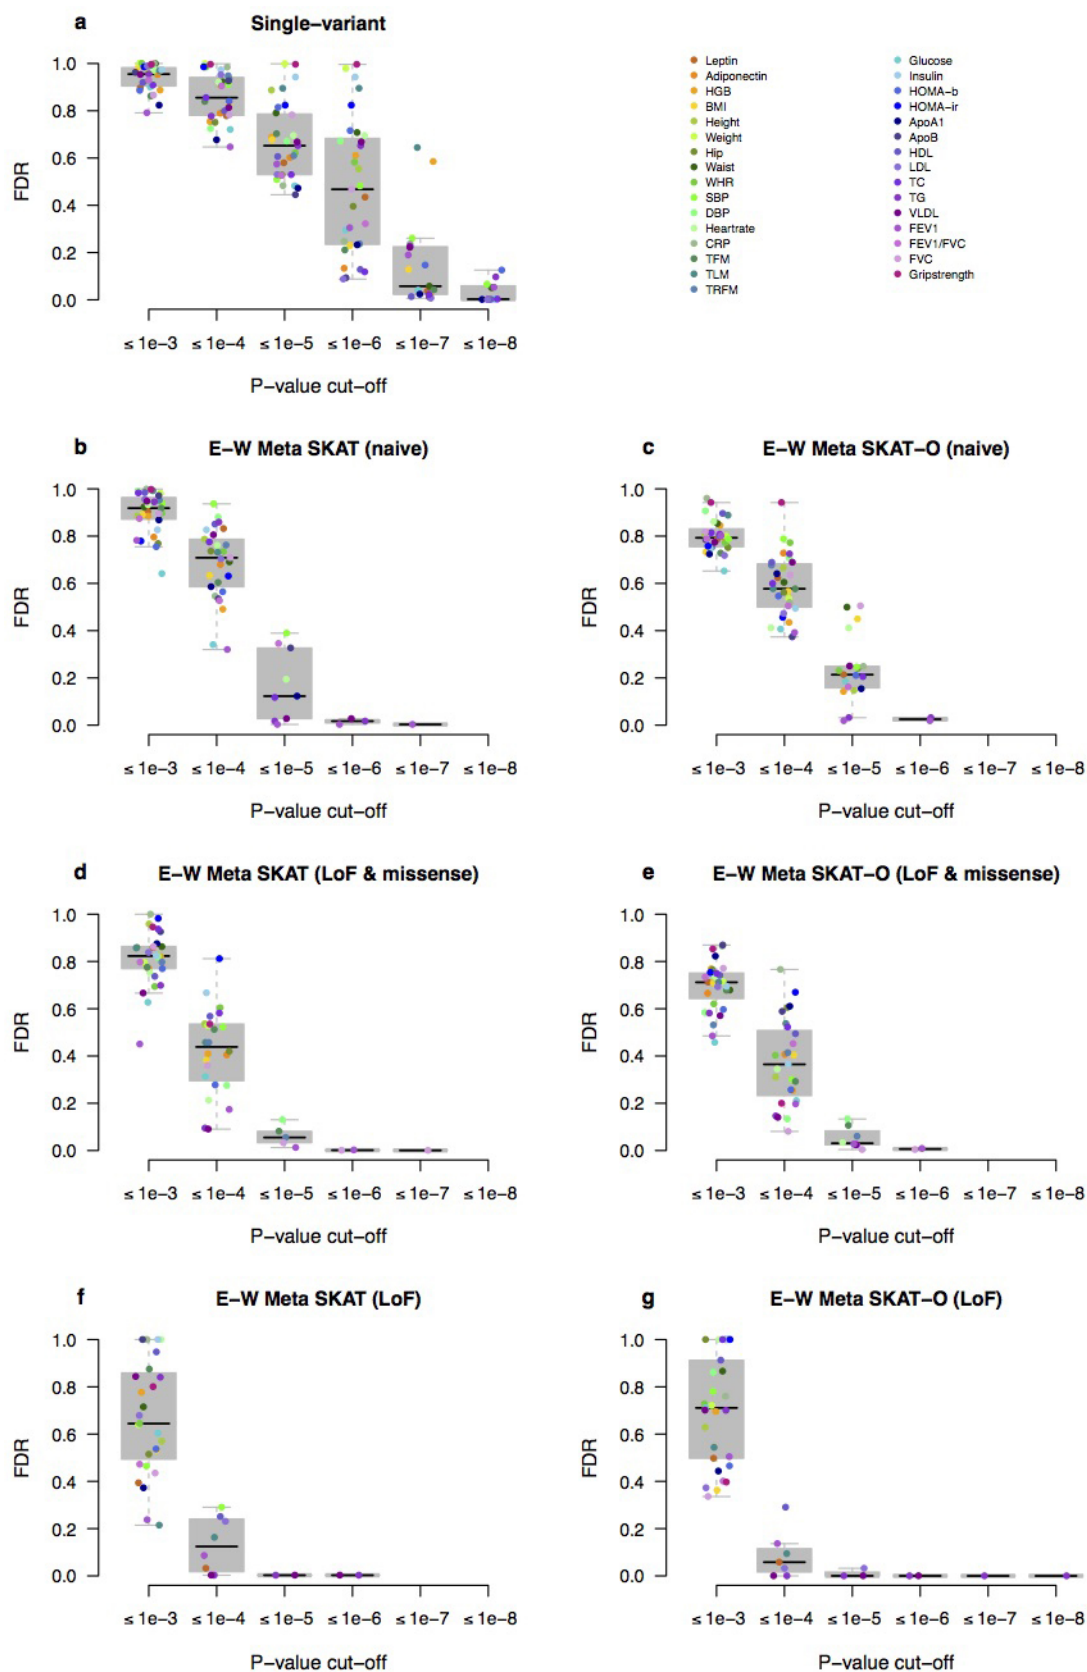 a Single−variant
1.0
0.8
0.6
0.4
0.2
0.0
FDR
≤ 1e−3 ≤ 1e−4 ≤ 1e−5 ≤ 1e−6 ≤ 1e−7 ≤ 1e−8
P−value cut−off
Leptin
Adiponectin
HGB
BMI
Height
Weight
Hip
Waist
WHR
SBP
DBP
Heartrate
CRP
TFM
TLM
TRFM
Glucose
Insulin
HOMA−b
HOMA−ir
ApoA1
ApoB
HDL
LDL
TC
TG
VLDL
FEV1
FEV1/FVC
FVC
Gripstrength
b E−W Meta SKAT (naive)
1.0
0.8
0.6
0.4
0.2
0.0
FDR
≤ 1e−3 ≤ 1e−4 ≤ 1e−5 ≤ 1e−6 ≤ 1e−7 ≤ 1e−8
P−value cut−off
c E−W Meta SKAT−O (naive)
1.0
0.8
0.6
0.4
0.2
0.0
FDR
≤ 1e−3 ≤ 1e−4 ≤ 1e−5 ≤ 1e−6 ≤ 1e−7 ≤ 1e−8
P−value cut−off
d E−W Meta SKAT (LoF & missense)
1.0
0.8
0.6
0.4
0.2
0.0
FDR
≤ 1e−3 ≤ 1e−4 ≤ 1e−5 ≤ 1e−6 ≤ 1e−7 ≤ 1e−8
P−value cut−off
e E−W Meta SKAT−O (LoF & missense)
1.0
0.8
0.6
0.4
0.2
0.0
FDR
≤ 1e−3 ≤ 1e−4 ≤ 1e−5 ≤ 1e−6 ≤ 1e−7 ≤ 1e−8
P−value cut−off
f E−W Meta SKAT (LoF)
1.0
0.8
0.6
0.4
0.2
0.0
FDR
≤ 1e−3 ≤ 1e−4 ≤ 1e−5 ≤ 1e−6 ≤ 1e−7 ≤ 1e−8
P−value cut−off
g E−W Meta SKAT−O (LoF)
1.0
0.8
0.6
0.4
0.2
0.0
FDR
≤ 1e−3 ≤ 1e−4 ≤ 1e−5 ≤ 1e−6 ≤ 1e−7 ≤ 1e−8
P−value cut−off